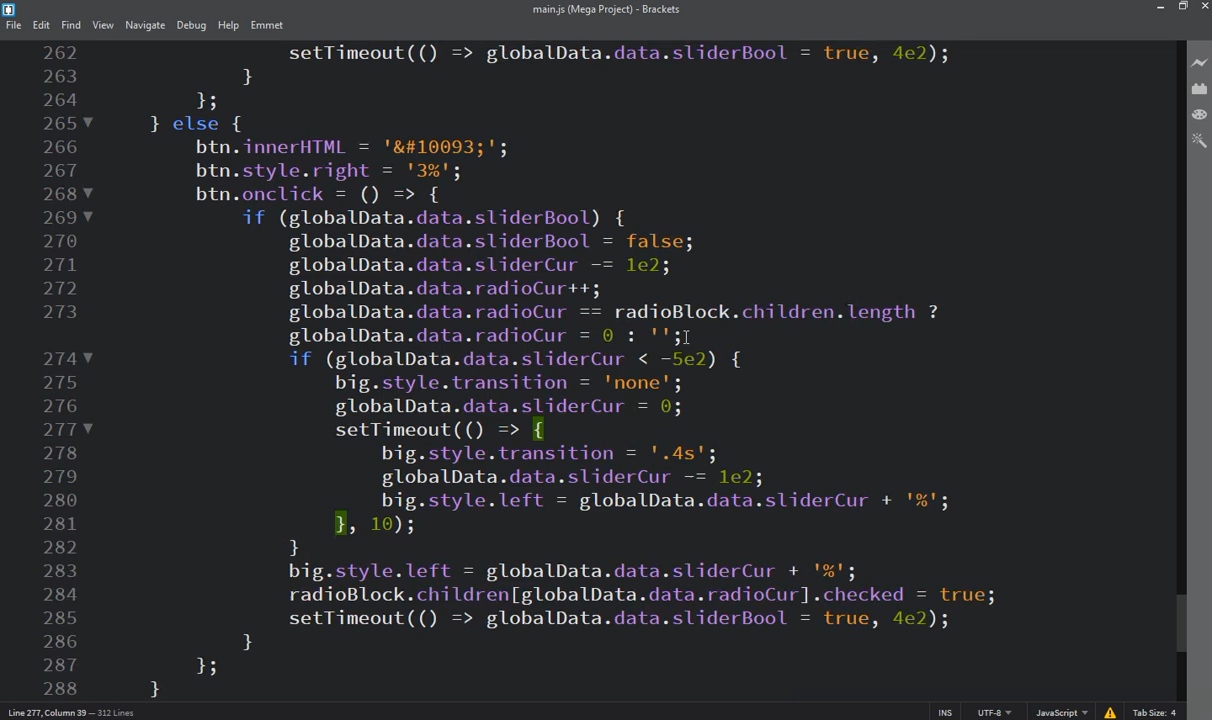 main.js (Mega Project) - Brackets
File Edit Find View Navigate Debug Help Emmet
262 setTimeout(() => globalData.data.sliderBool = true, 4e2);
263 }
264 };
265 } else {
266 btn.innerHTML = '&#10093;';
267 btn.style.right = '3%';
268 btn.onclick = () => {
269 if (globalData.data.sliderBool) {
270 globalData.data.sliderBool = false;
271 globalData.data.sliderCur -= 1e2;
272 globalData.data.radioCur++;
273 globalData.data.radioCur == radioBlock.children.length ?
globalData.data.radioCur = 0 : '';
274 if (globalData.data.sliderCur < -5e2) {
275 big.style.transition = 'none';
276 globalData.data.sliderCur = 0;
277 setTimeout(() => {
278 big.style.transition = '.4s';
279 globalData.data.sliderCur -= 1e2;
280 big.style.left = globalData.data.sliderCur + '%';
281 }, 10);
282 }
283 big.style.left = globalData.data.sliderCur + '%';
284 radioBlock.children[globalData.data.radioCur].checked = true;
285 setTimeout(() => globalData.data.sliderBool = true, 4e2);
286 }
287 };
288 }
Line 277, Column 39 — 312 Lines INS UTF-8 JavaScript Tab Size: 4